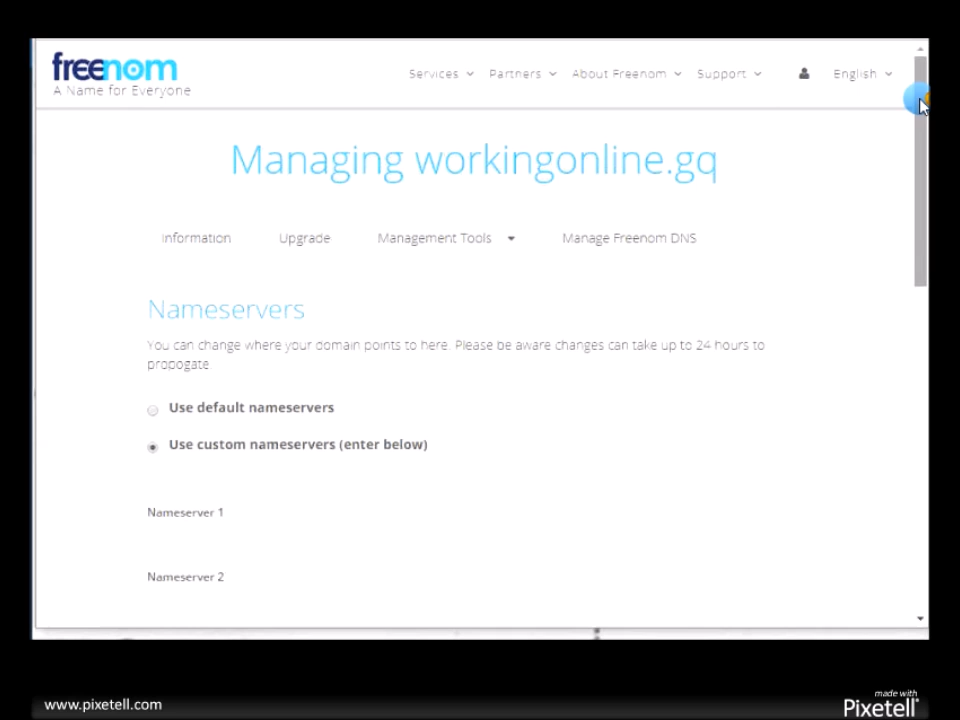 freenom
A Name for Everyone
Services Partners About Freenom Support English
Managing workingonline.gq
Information Upgrade Management Tools Manage Freenom DNS
Nameservers
You can change where your domain points to here. Please be aware changes can take up to 24 hours to
propogate.
Use default nameservers
Use custom nameservers (enter below)
Nameserver 1
Nameserver 2
www.pixetell.com
made with
Pixetell